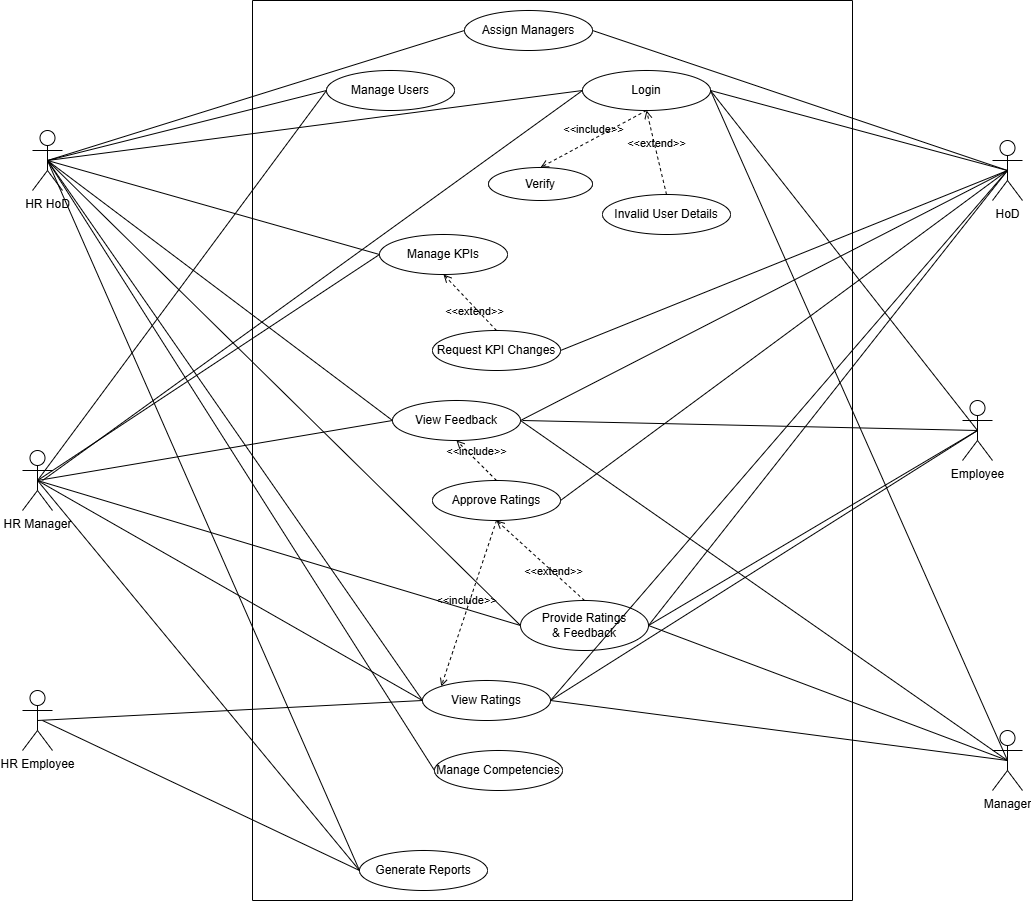 Assign Managers
Manage Users
Login
<<include>>
<<extend>>
Verify
HR HoD
Invalid User Details
HoD
Manage KPIs
<<extend>>
Request KPI Changes
View Feedback
<<include>>
Employee
Approve Ratings
HR Manager
<<extend>>
<<include>>
Provide Ratings
& Feedback
View Ratings
HR Employee
Manage Competencies
Manager
Generate Reports